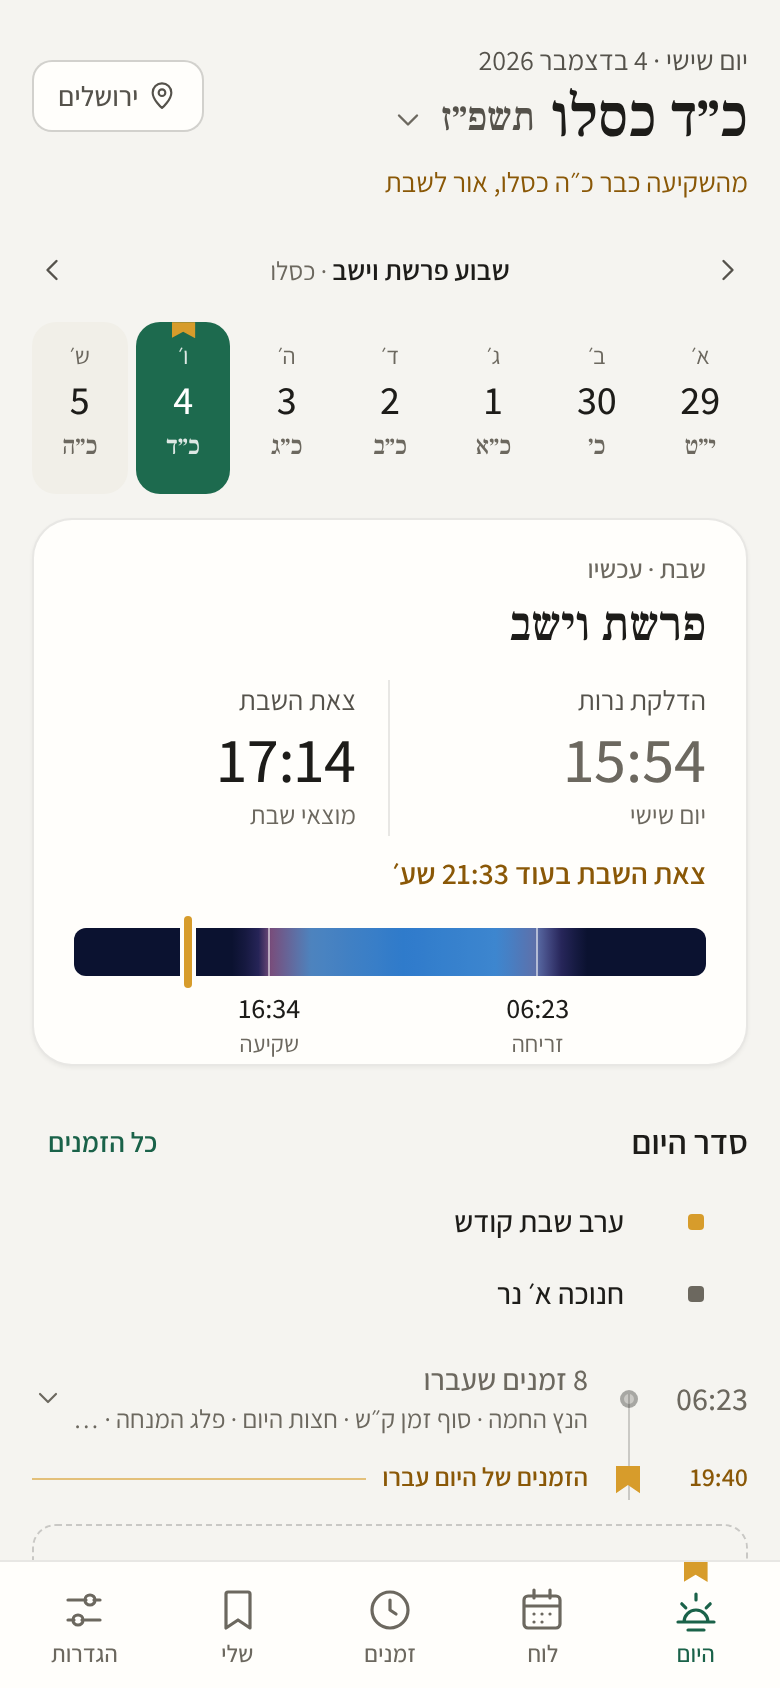 יום שישי · 4 בדצמבר 2026
כ״ד כסלו תשפ״ז
ירושלים
מהשקיעה כבר כ״ה כסלו, אור לשבת
שבוע פרשת וישב · כסלו
א׳ ב׳ ג׳ ד׳ ה׳ ו׳ ש׳
29 30 1 2 3 4 5
י״ט כ׳ כ״א כ״ב כ״ג כ״ד כ״ה
שבת · עכשיו
פרשת וישב
הדלקת נרות צאת השבת
15:54 17:14
יום שישי מוצאי שבת
צאת השבת בעוד 21:33 שע׳
06:23 16:34
זריחה שקיעה
סדר היום כל הזמנים
ערב שבת קודש
חנוכה א׳ נר
06:23 8 זמנים שעברו
הנץ החמה · סוף זמן ק״ש · חצות היום · פלג המנחה · …
19:40 הזמנים של היום עברו
היום לוח זמנים שלי הגדרות